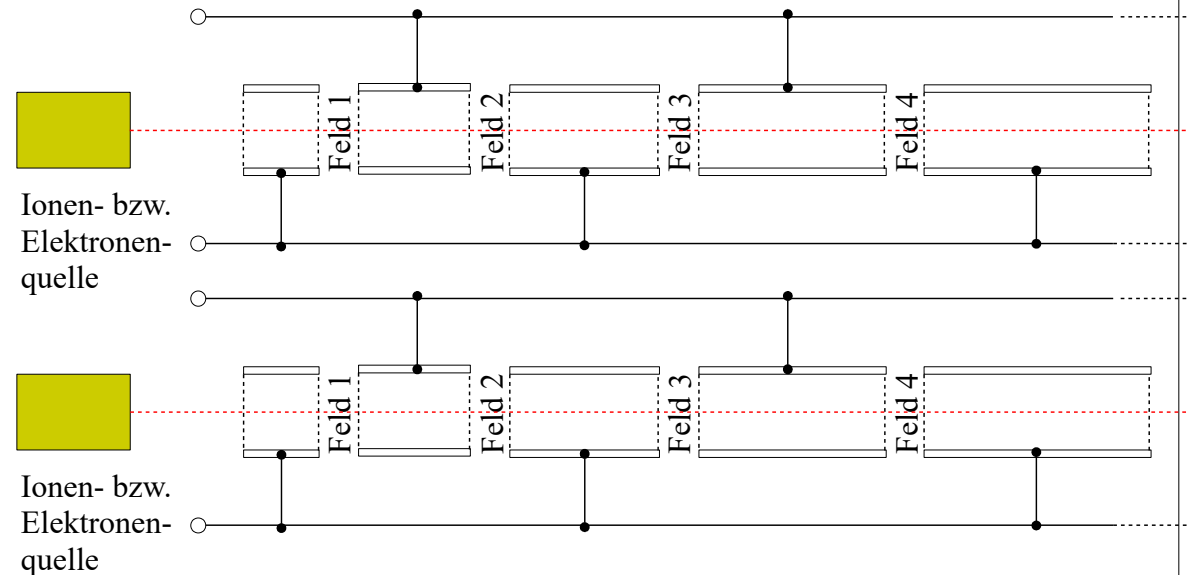 Feld 1
Feld 2
Feld 3
Feld 4
Ionen- bzw.
Elektronen-
quelle
Feld 1
Feld 2
Feld 3
Feld 4
Ionen- bzw.
Elektronen-
quelle